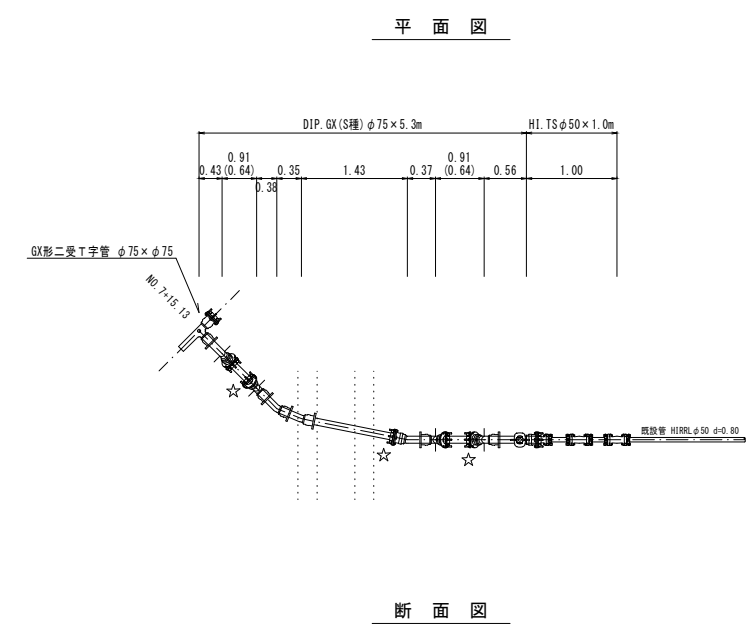 平 面 図
DIP.GX(S種)φ75×5.3m
HI.TSφ50×1.0m
0.43
0.91
(0.64)
0.38
0.35
1.43
0.37
0.91
(0.64)
0.56
1.00
GX形二受T字管 φ75×φ75
NO.7+15.13
既設管 HIRRLφ50 d=0.80
断 面 図